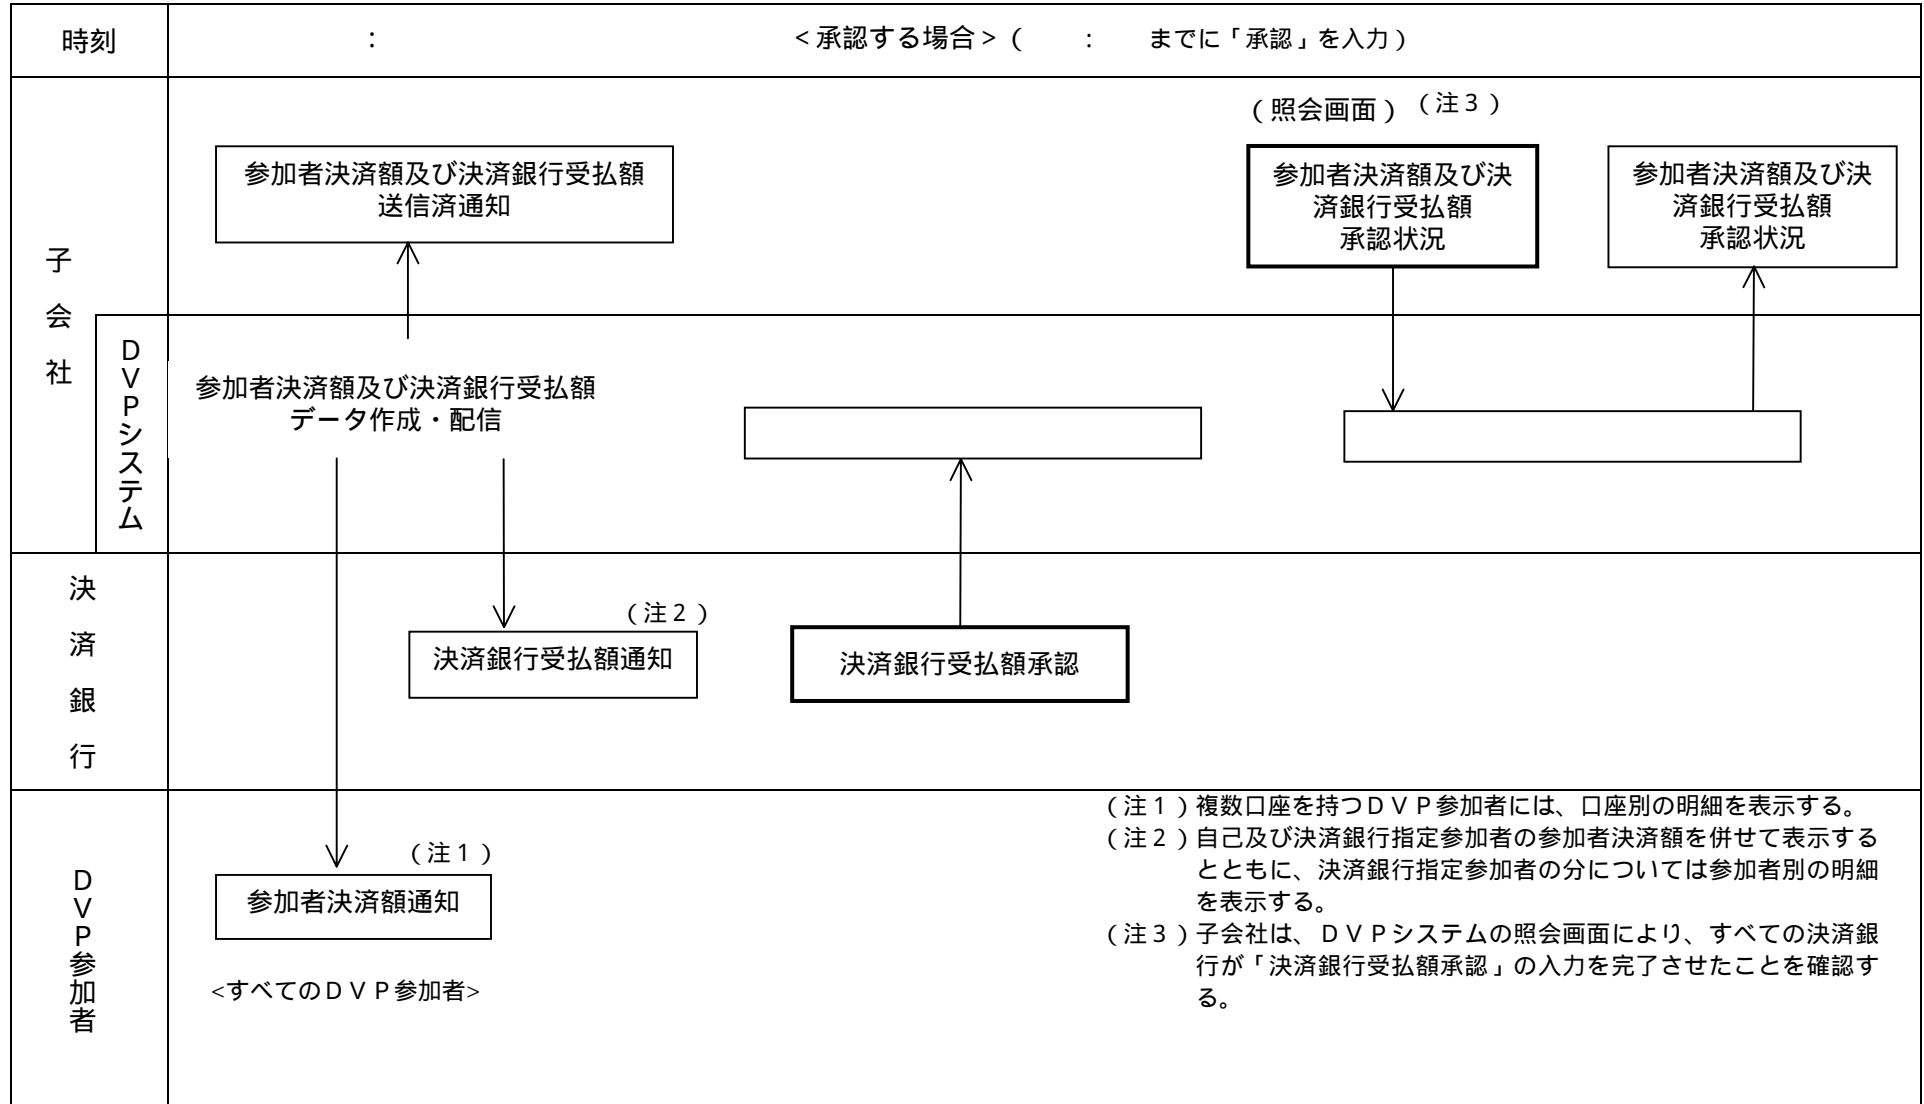 時刻
：
＜承認する場合＞（　　：　　までに「承認」を入力）
子会社
（照会画面）（注３）
参加者決済額及び決済銀行受払額
送信済通知
参加者決済額及び決
済銀行受払額
承認状況
参加者決済額及び決
済銀行受払額
承認状況
ＤＶＰシステム
参加者決済額及び決済銀行受払額
データ作成・配信
決済銀行
（注２）
決済銀行受払額通知
決済銀行受払額承認
ＤＶＰ参加者
（注１）
参加者決済額通知
<すべてのＤＶＰ参加者>
（注１）複数口座を持つＤＶＰ参加者には、口座別の明細を表示する。
（注２）自己及び決済銀行指定参加者の参加者決済額を併せて表示する
とともに、決済銀行指定参加者の分については参加者別の明細
を表示する。
（注３）子会社は、ＤＶＰシステムの照会画面により、すべての決済銀
行が「決済銀行受払額承認」の入力を完了させたことを確認す
る。